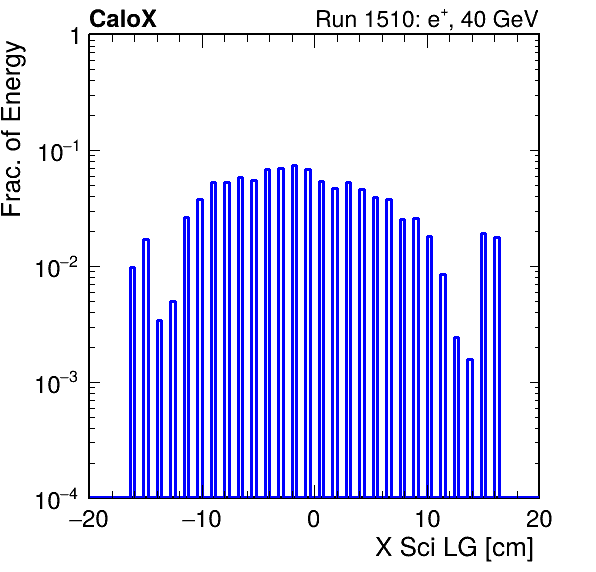 CaloX Run 1510: e⁺, 40 GeV
Frac. of Energy
1
10⁻¹
10⁻²
10⁻³
10⁻⁴
−20 −10 0 10 20
X Sci LG [cm]